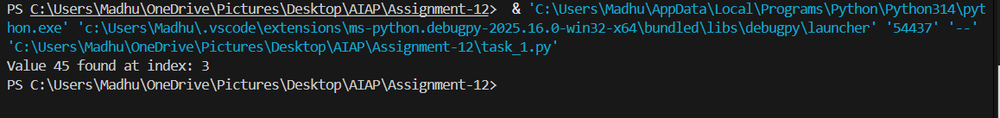 PS C:\Users\Madhu\OneDrive\Pictures\Desktop\AIAP\Assignment-12>  & 'C:\Users\Madhu\AppData\Local\Programs\Python\Python314\pyt
hon.exe' 'c:\Users\Madhu\.vscode\extensions\ms-python.debugpy-2025.16.0-win32-x64\bundled\libs\debugpy\launcher' '54437' '--'
'C:\Users\Madhu\OneDrive\Pictures\Desktop\AIAP\Assignment-12\task_1.py'
Value 45 found at index: 3
PS C:\Users\Madhu\OneDrive\Pictures\Desktop\AIAP\Assignment-12>